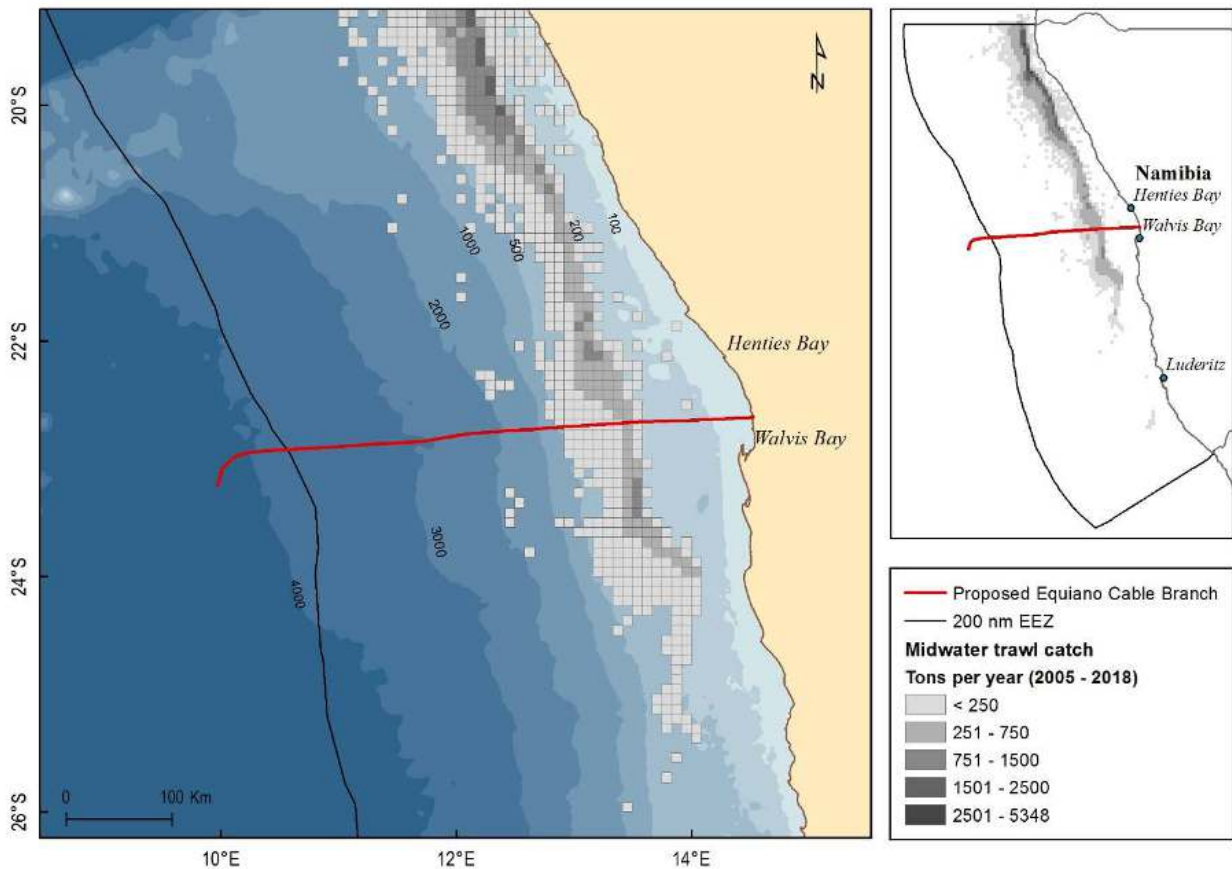 20°S
22°S
24°S
26°S
10°E
12°E
14°E
100
200
500
1000
2000
3000
4000
Henties Bay
Walvis Bay
0 100 Km
N
Namibia
Henties Bay
Walvis Bay
Luderitz
Proposed Equiano Cable Branch
200 nm EEZ
Midwater trawl catch
Tons per year (2005 - 2018)
< 250
251 - 750
751 - 1500
1501 - 2500
2501 - 5348